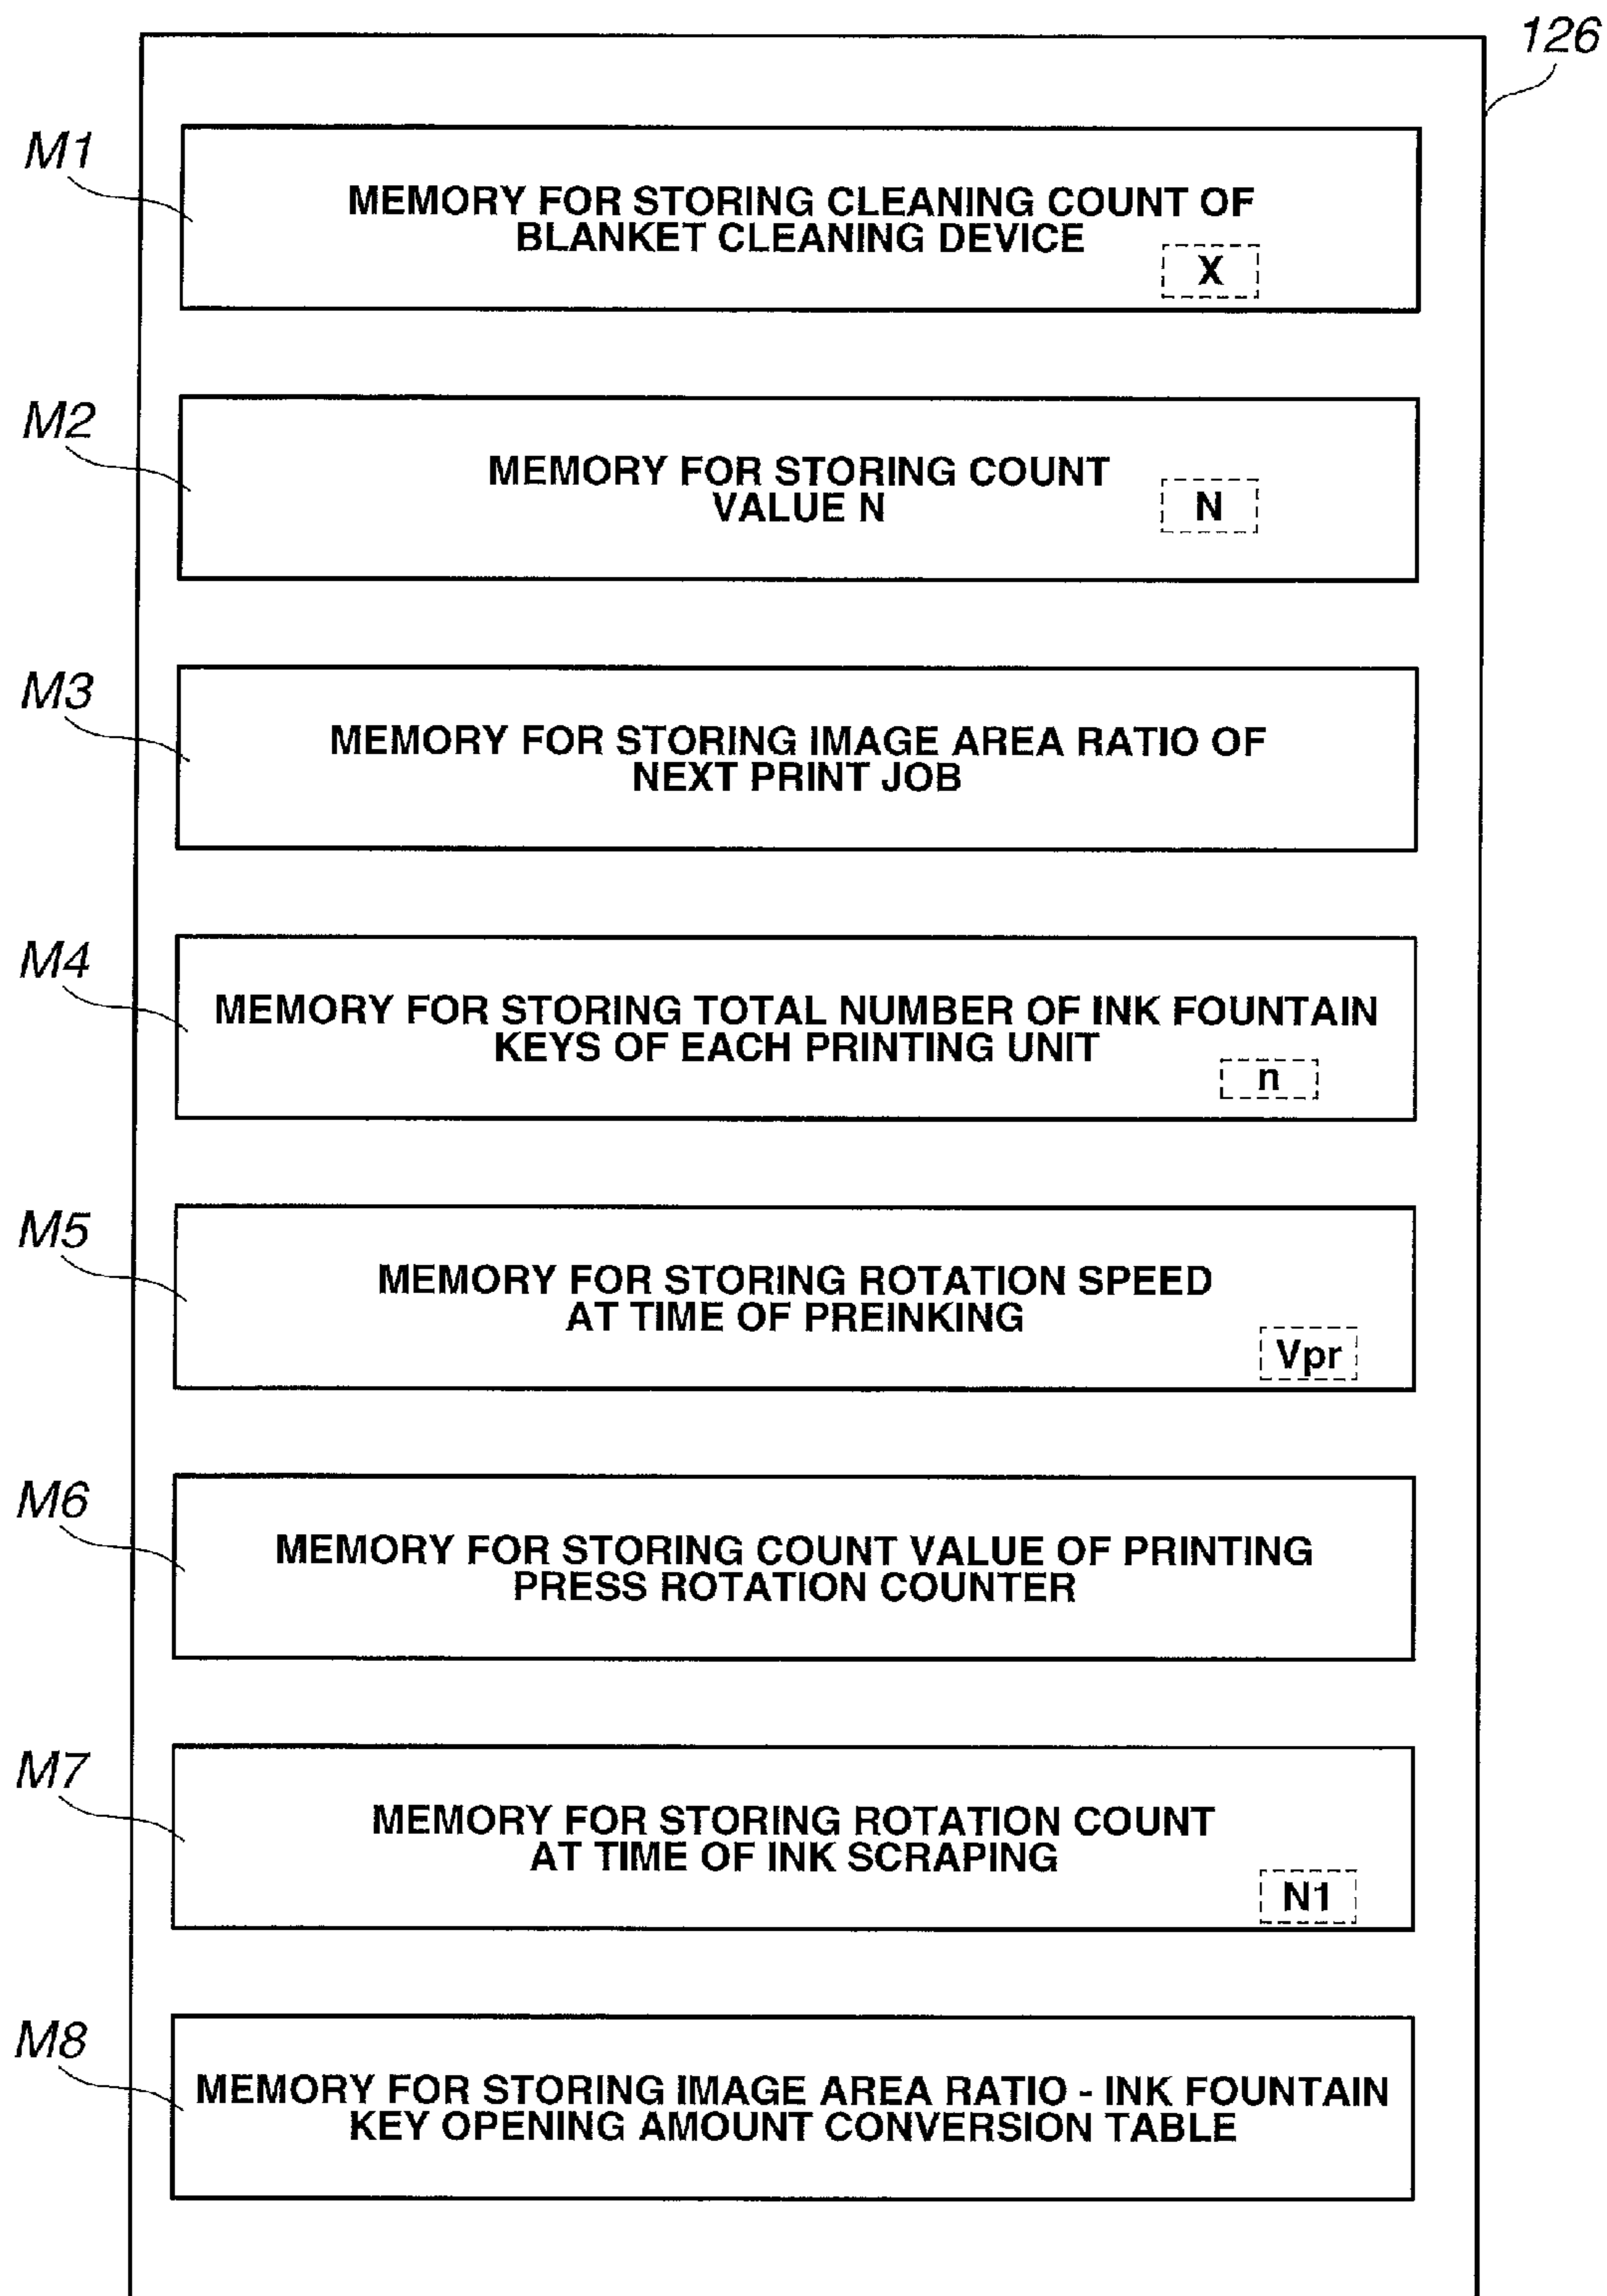 126
M1
MEMORY FOR STORING CLEANING COUNT OF
BLANKET CLEANING DEVICE
X
M2
MEMORY FOR STORING COUNT
VALUE N
N
M3
MEMORY FOR STORING IMAGE AREA RATIO OF
NEXT PRINT JOB
M4
MEMORY FOR STORING TOTAL NUMBER OF INK FOUNTAIN
KEYS OF EACH PRINTING UNIT
n
M5
MEMORY FOR STORING ROTATION SPEED
AT TIME OF PREINKING
Vpr
M6
MEMORY FOR STORING COUNT VALUE OF PRINTING
PRESS ROTATION COUNTER
M7
MEMORY FOR STORING ROTATION COUNT
AT TIME OF INK SCRAPING
N1
M8
MEMORY FOR STORING IMAGE AREA RATIO - INK FOUNTAIN
KEY OPENING AMOUNT CONVERSION TABLE